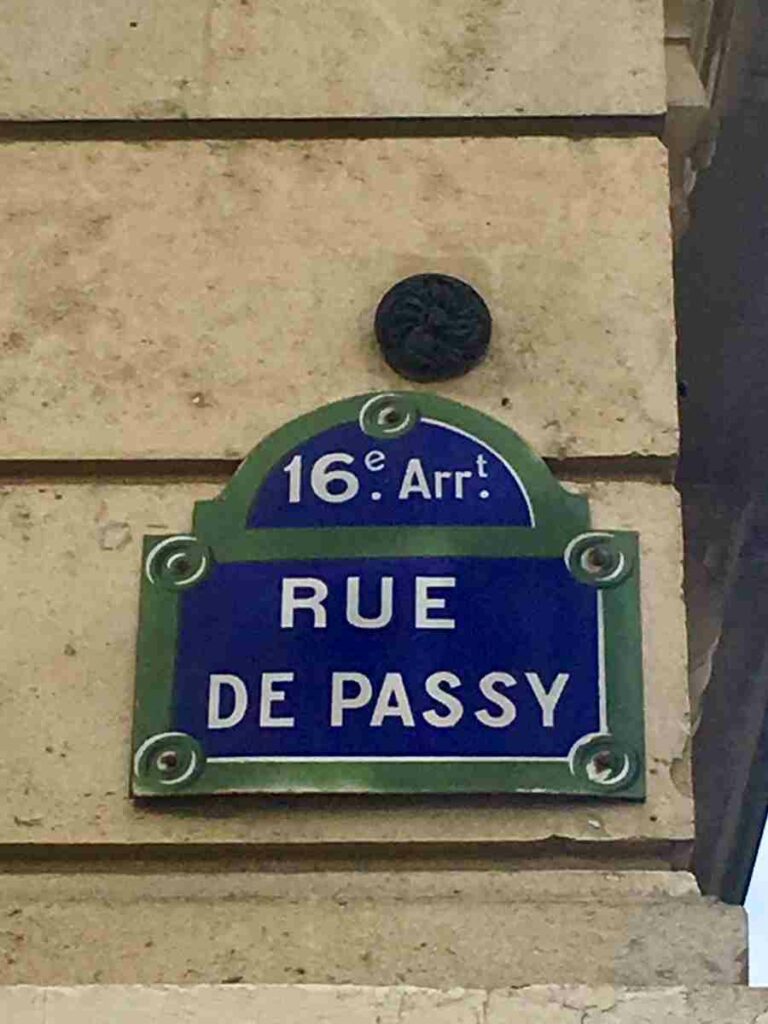 16e. Arrt.
RUE
DE PASSY